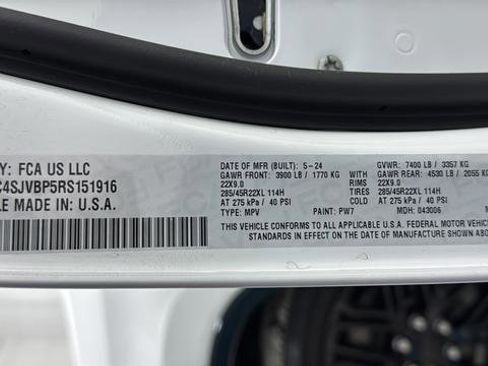 Y: FCA US LLC
C4SJVBP5RS151916
LE MADE IN: U.S.A.
DATE OF MFR (BUILT): 5-24
GAWR FRONT: 3900 LB / 1770 KG
22X9.0
285/45R22XL 114H
AT 275 kPa / 40 PSI
TYPE: MPV
RIMS
TIRES
COLD
PAINT: PW7
GVWR: 7400 LB / 3357 KG
GAWR REAR: 4530 LB / 2055 KG
22X9.0
285/45R22XL 114H
AT 275 kPa / 40 PSI
MDH: 043006
THIS VEHICLE CONFORMS TO ALL APPLICABLE U.S.A. FEDERAL MOTOR VEHIC
STANDARDS IN EFFECT ON THE DATE OF MANUFACTURE SHOWN ABO